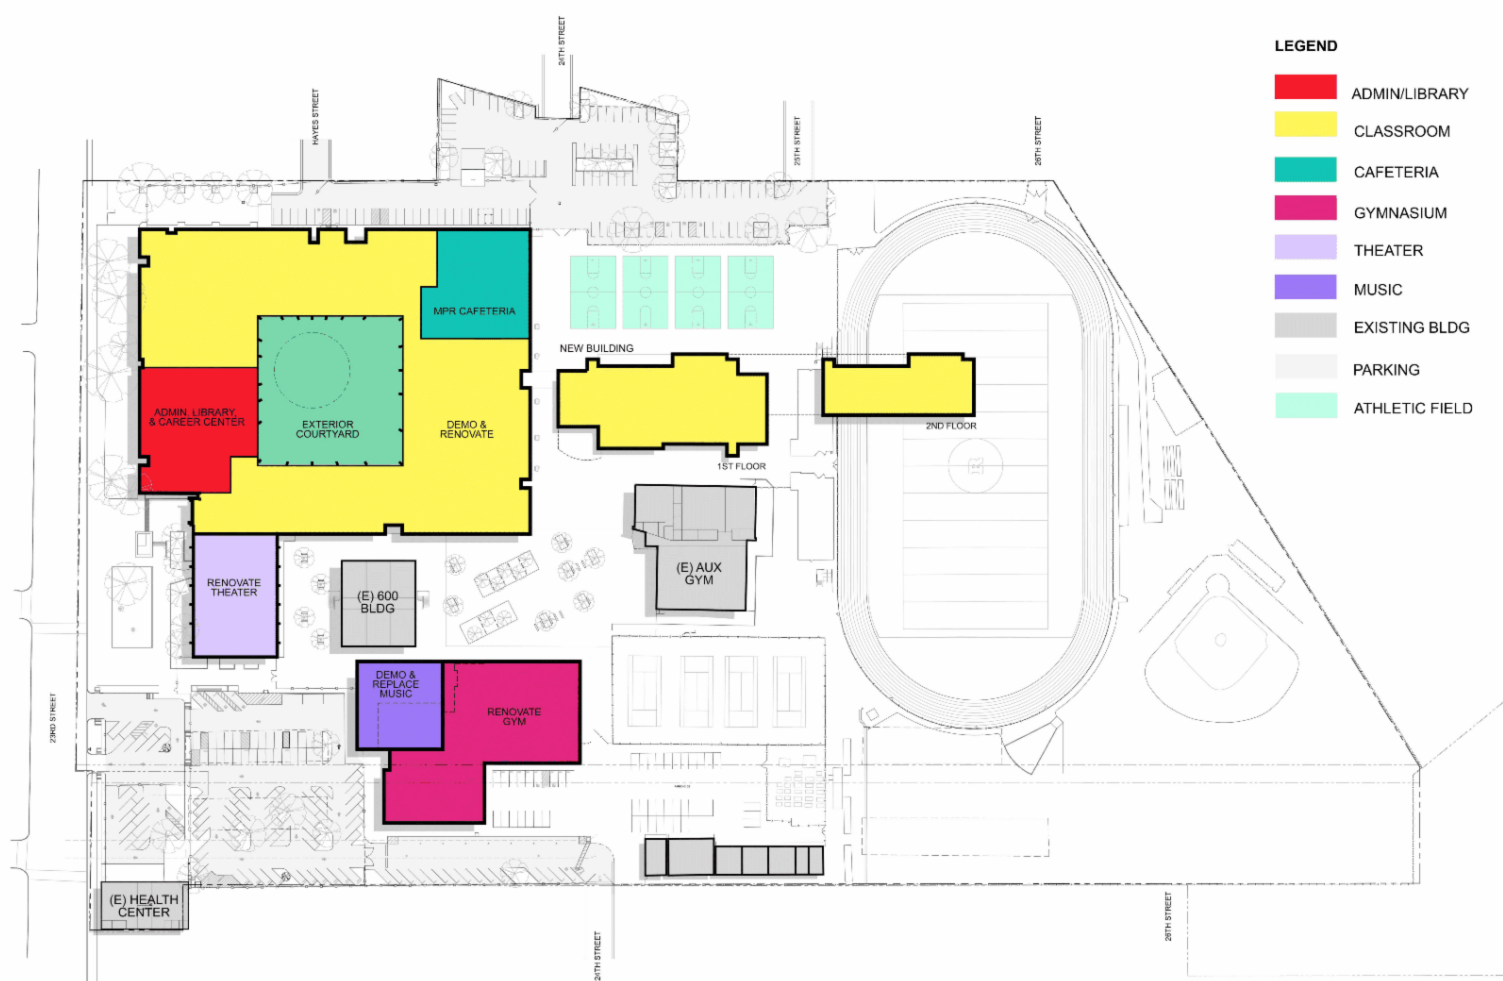 24TH STREET
HAYES STREET
25TH STREET
26TH STREET
LEGEND
ADMIN/LIBRARY
CLASSROOM
CAFETERIA
GYMNASIUM
THEATER
MUSIC
EXISTING BLDG
PARKING
ATHLETIC FIELD
MPR CAFETERIA
NEW BUILDING
ADMIN, LIBRARY,
& CAREER CENTER
EXTERIOR
COURTYARD
DEMO &
RENOVATE
2ND FLOOR
1ST FLOOR
(E) AUX
GYM
RENOVATE
THEATER
(E) 600
BLDG
DEMO &
REPLACE
MUSIC
RENOVATE
GYM
23RD STREET
(E) HEALTH
CENTER
24TH STREET
26TH STREET